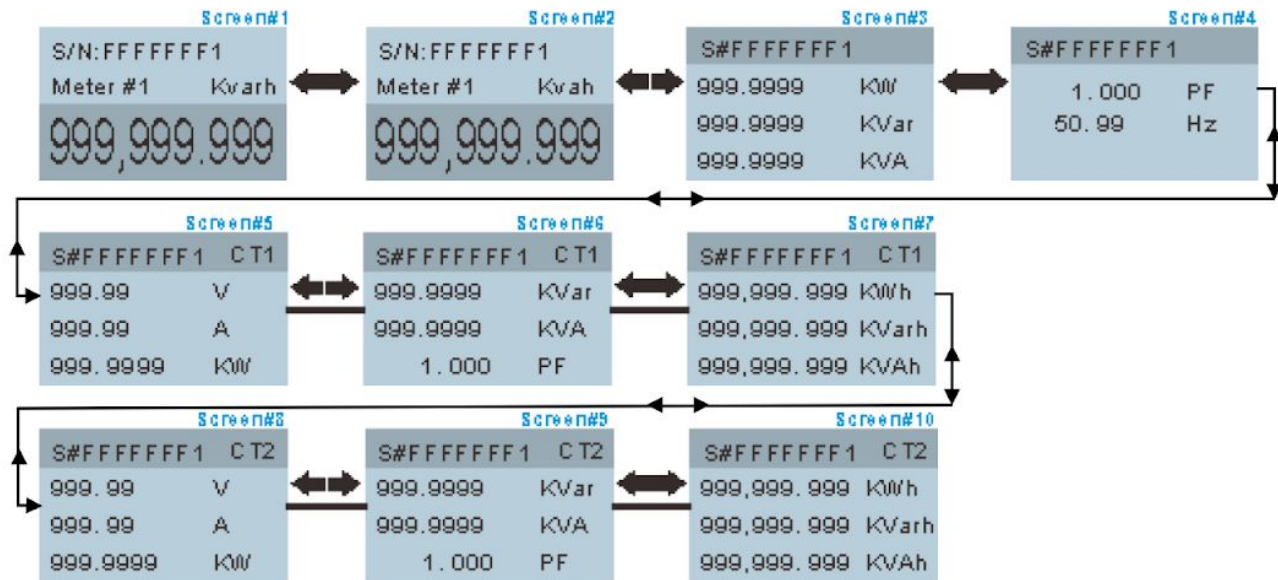 Screen#1
S/N:FFFFFFF1
Meter #1 Kvarh
999,999.999
Screen#2
S/N:FFFFFFF1
Meter #1 Kvah
999,999.999
Screen#3
S#FFFFFFF1
999.9999 KW
999.9999 KVar
999.9999 KVA
Screen#4
S#FFFFFFF1
1.000 PF
50.99 Hz
Screen#5
S#FFFFFFF1 CT1
999.99 V
999.99 A
999.9999 KW
Screen#6
S#FFFFFFF1 CT1
999.9999 KVar
999.9999 KVA
1.000 PF
Screen#7
S#FFFFFFF1 CT1
999,999.999 KWh
999,999.999 KVarh
999,999.999 KVAh
Screen#8
S#FFFFFFF1 CT2
999.99 V
999.99 A
999.9999 KW
Screen#9
S#FFFFFFF1 CT2
999.9999 KVar
999.9999 KVA
1.000 PF
Screen#10
S#FFFFFFF1 CT2
999,999.999 KWh
999,999.999 KVarh
999,999.999 KVAh